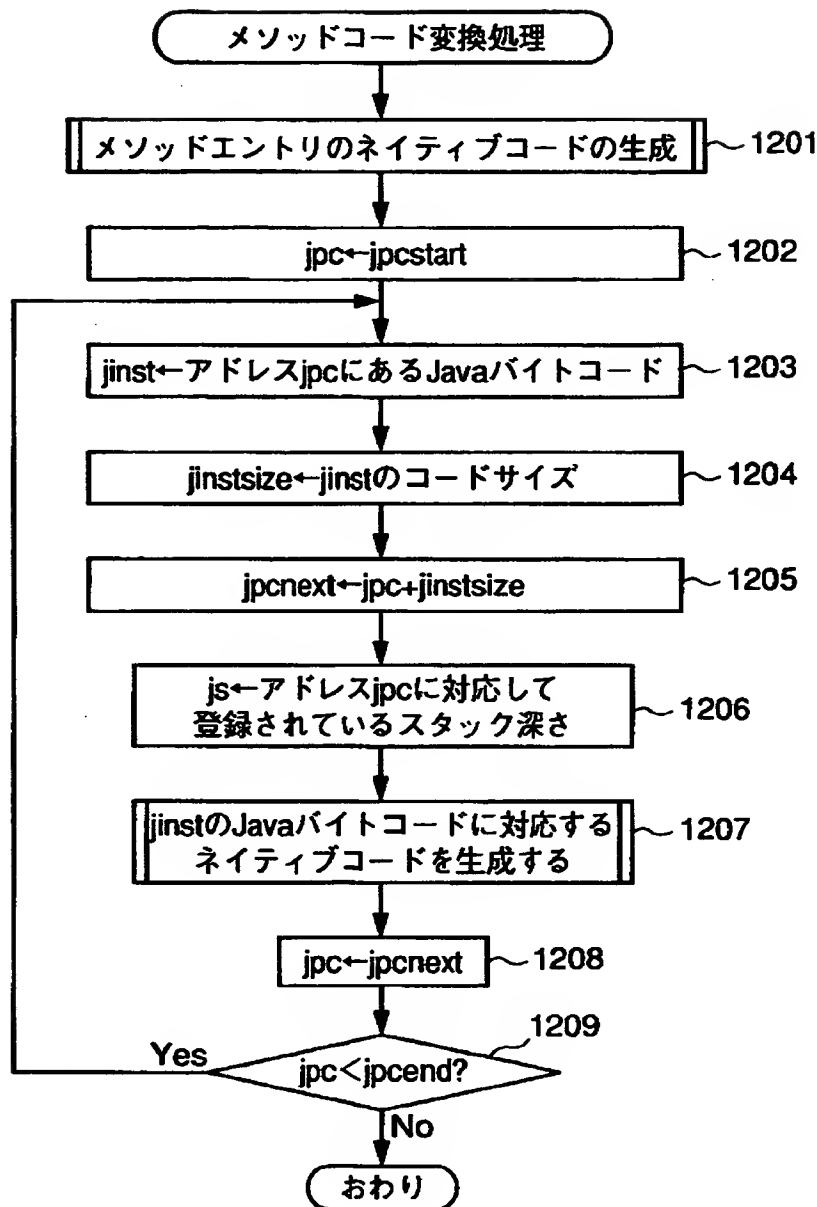 メソッドコード変換処理
メソッドエントリのネイティブコードの生成 1201
jpc←jpcstart 1202
jinst←アドレスjpcにあるJavaバイトコード 1203
jinstsize←jinstのコードサイズ 1204
jpcnext←jpc+jinstsize 1205
js←アドレスjpcに対応して
登録されているスタック深さ 1206
jinstのJavaバイトコードに対応する
ネイティブコードを生成する 1207
jpc←jpcnext 1208
1209
Yes
jpc<jpcend?
No
おわり